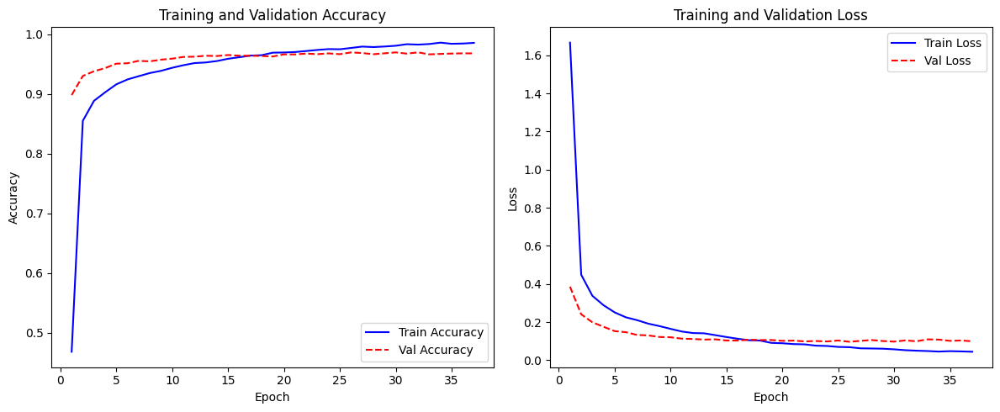 Training and Validation Accuracy
1.0
0.9
0.8
0.7
0.6
0.5
Accuracy
0 5 10 15 20 25 30 35
Epoch
Train Accuracy
Val Accuracy
Training and Validation Loss
1.6
1.4
1.2
1.0
0.8
0.6
0.4
0.2
0.0
Loss
0 5 10 15 20 25 30 35
Epoch
Train Loss
Val Loss